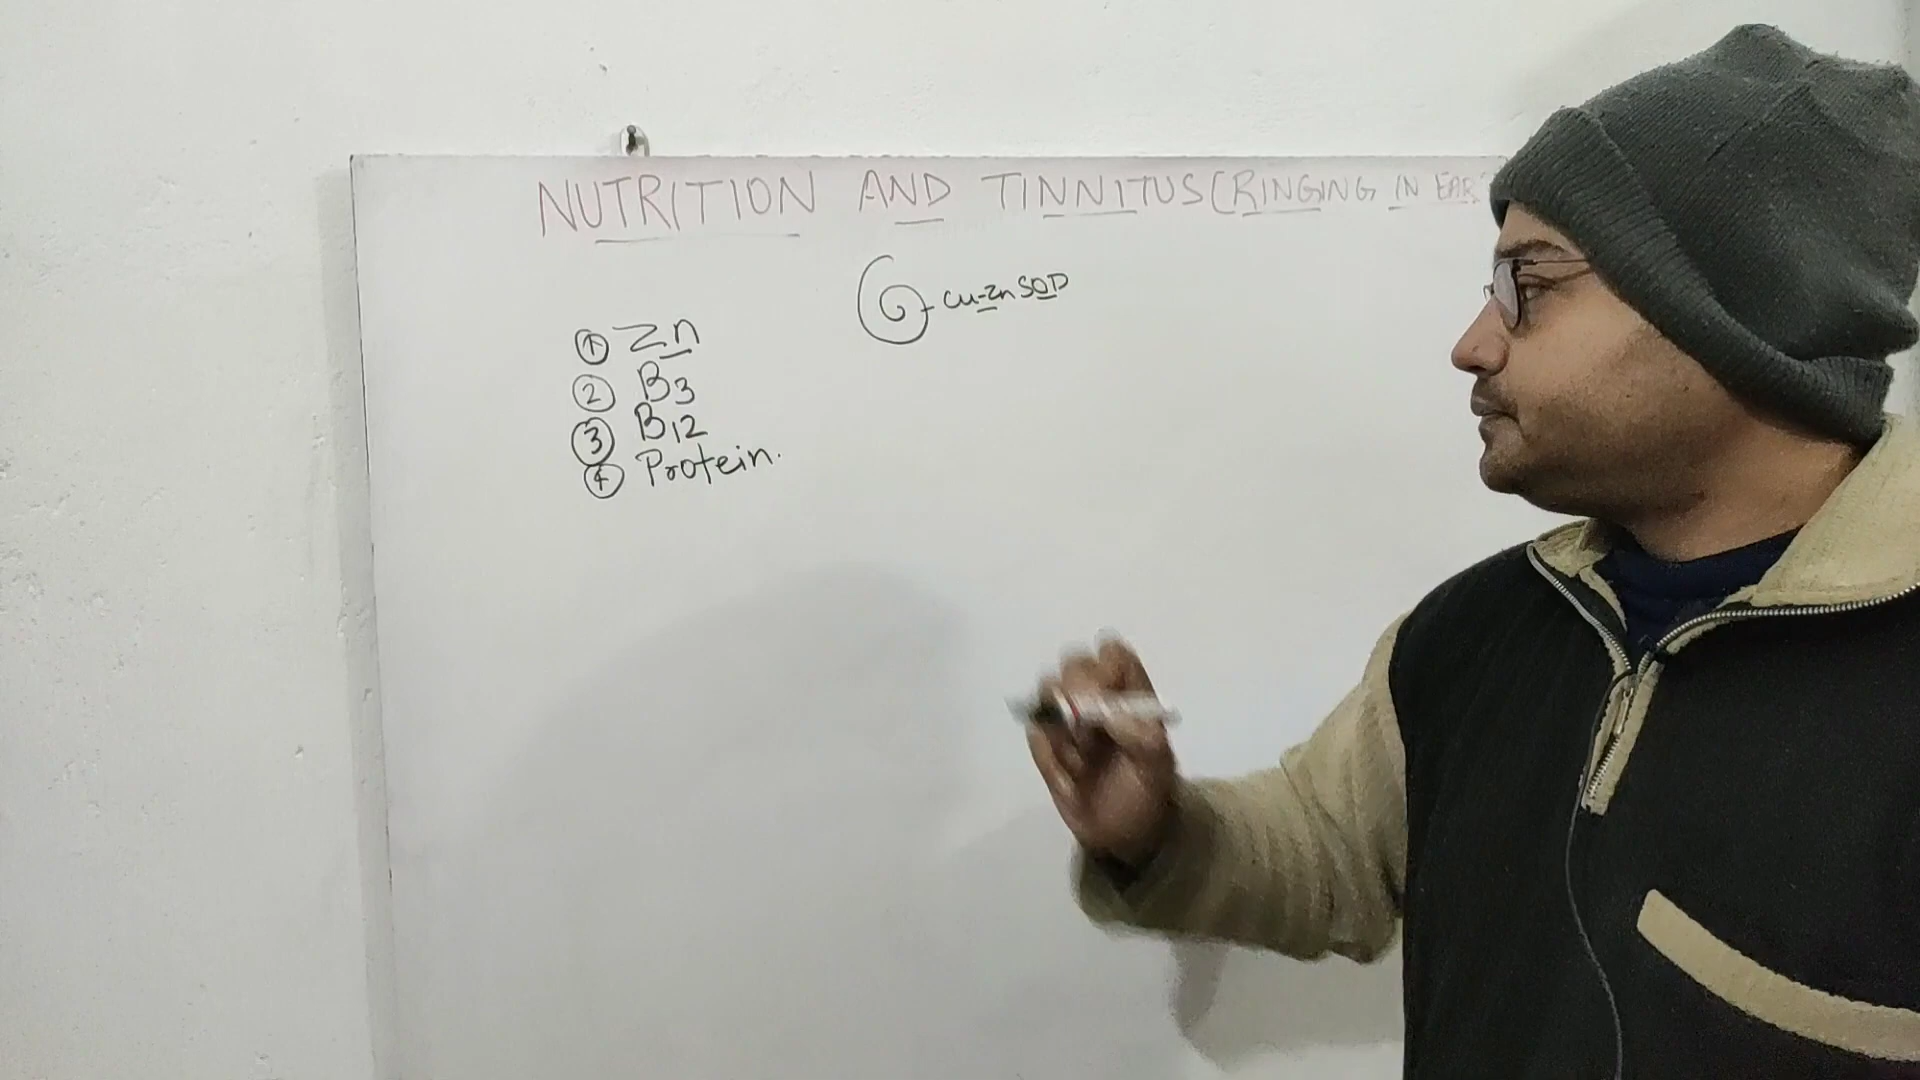 NUTRITION AND TINNITUS (RINGING IN EAR
Cu-Zn SOD
① Zn
② B3
③ B12
④ Protein.